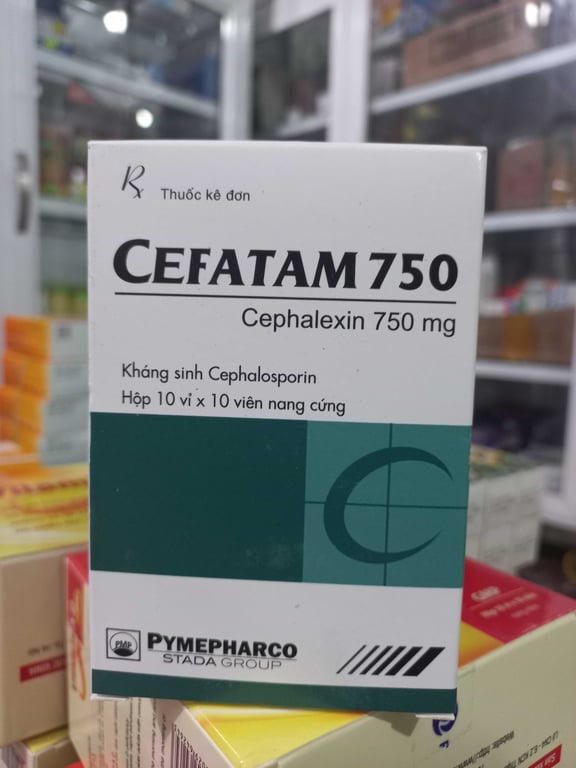 Rx Thuốc kê đơn
CEFATAM 750
Cephalexin 750 mg
Kháng sinh Cephalosporin
Hộp 10 vỉ x 10 viên nang cứng
PMP PYMEPHARCO
STADA GROUP
GMP